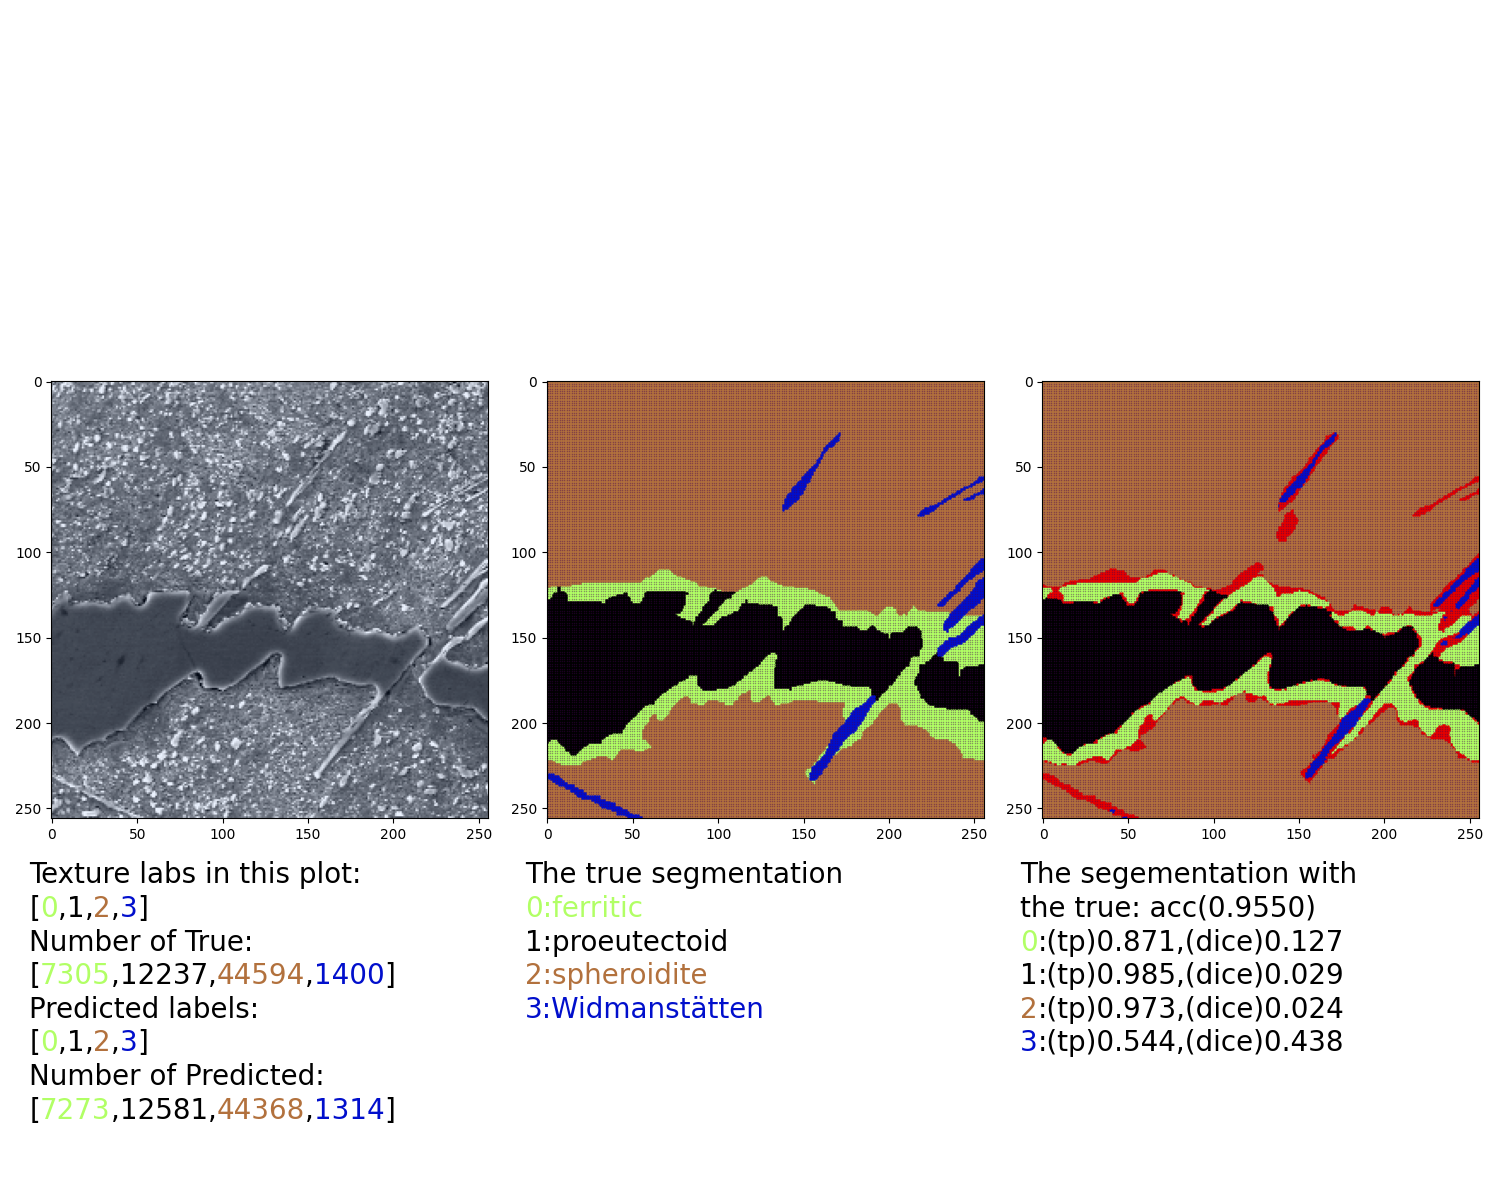 0
50
100
150
200
250
0 50 100 150 200 250
0
50
100
150
200
250
0 50 100 150 200 250
0
50
100
150
200
250
0 50 100 150 200 250
Texture labs in this plot:
[0,1,2,3]
Number of True:
[7305,12237,44594,1400]
Predicted labels:
[0,1,2,3]
Number of Predicted:
[7273,12581,44368,1314]
The true segmentation
0:ferritic
1:proeutectoid
2:spheroidite
3:Widmanstätten
The segementation with
the true: acc(0.9550)
0:(tp)0.871,(dice)0.127
1:(tp)0.985,(dice)0.029
2:(tp)0.973,(dice)0.024
3:(tp)0.544,(dice)0.438